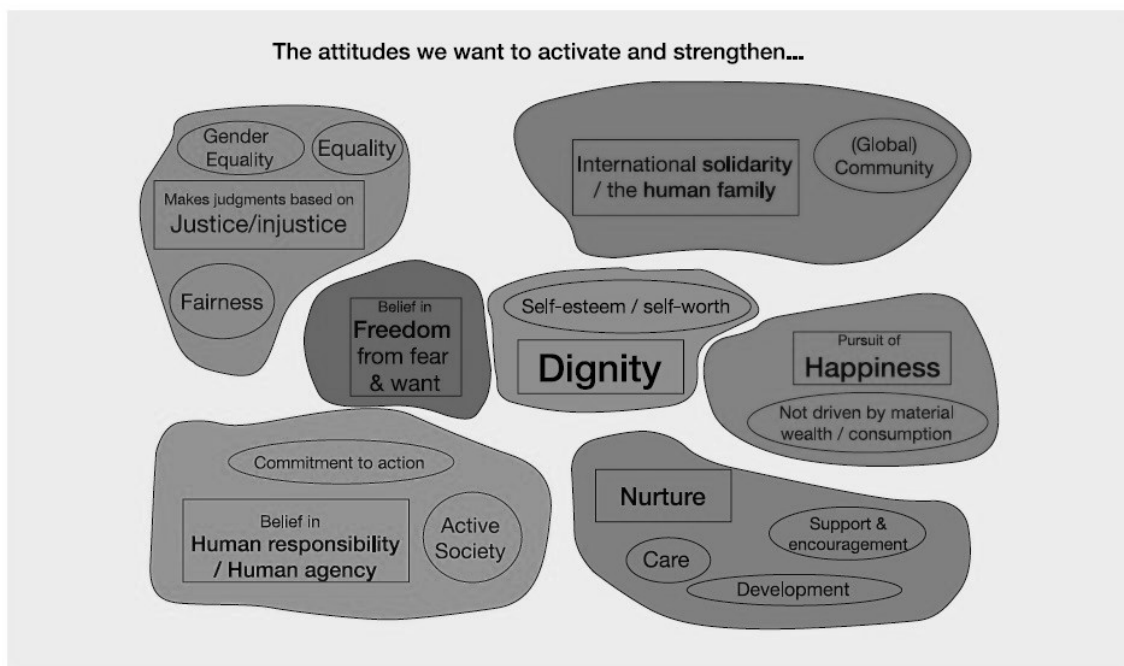 The attitudes we want to activate and strengthen...
Gender
Equality
Equality
Makes judgments based on
Justice/injustice
Fairness
International solidarity
/ the human family
(Global)
Community
Belief in
Freedom
from fear
& want
Self-esteem / self-worth
Dignity
Pursuit of
Happiness
Not driven by material
wealth / consumption
Commitment to action
Belief in
Human responsibility
/ Human agency
Active
Society
Nurture
Support &
encouragement
Care
Development